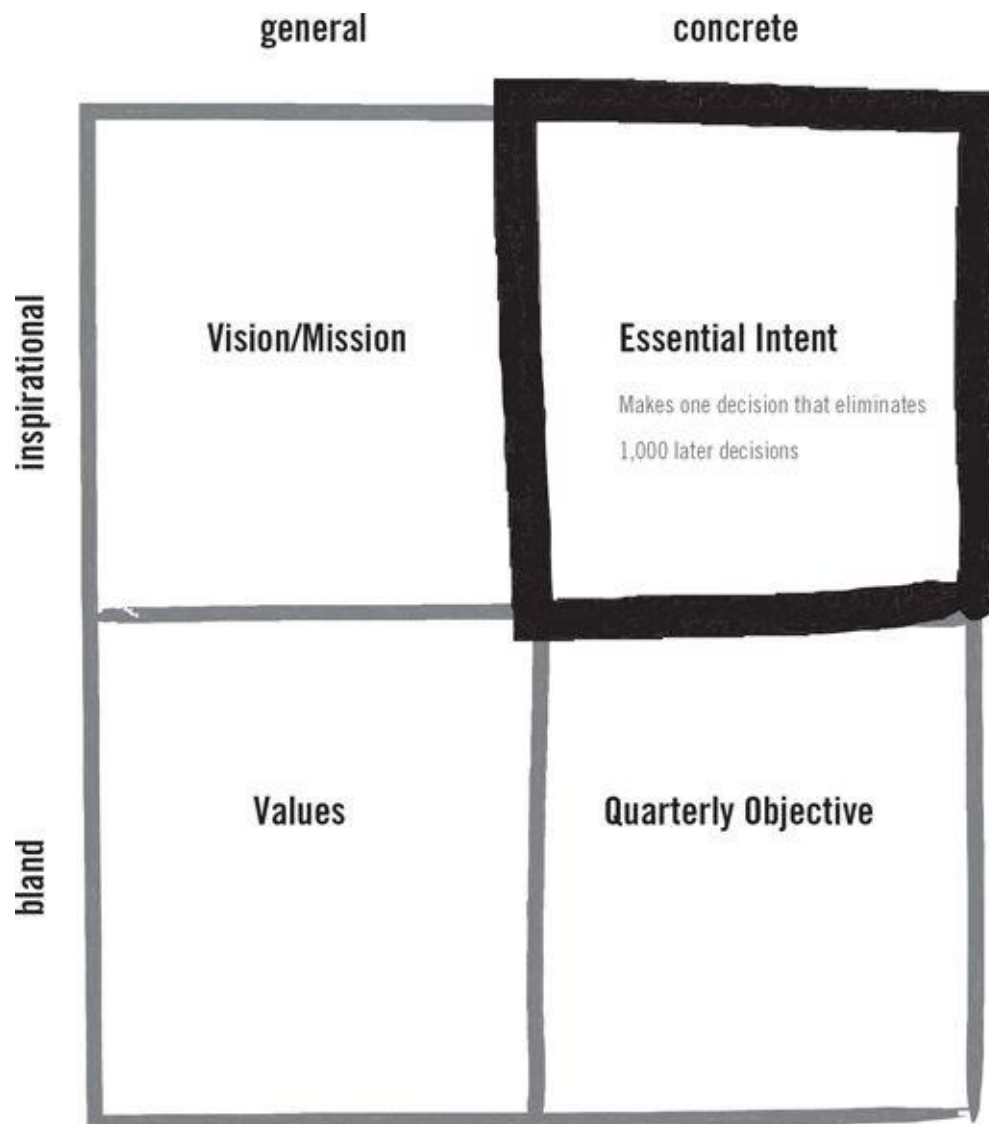 general
concrete
inspirational
Vision/Mission
Essential Intent
Makes one decision that eliminates
1,000 later decisions
bland
Values
Quarterly Objective